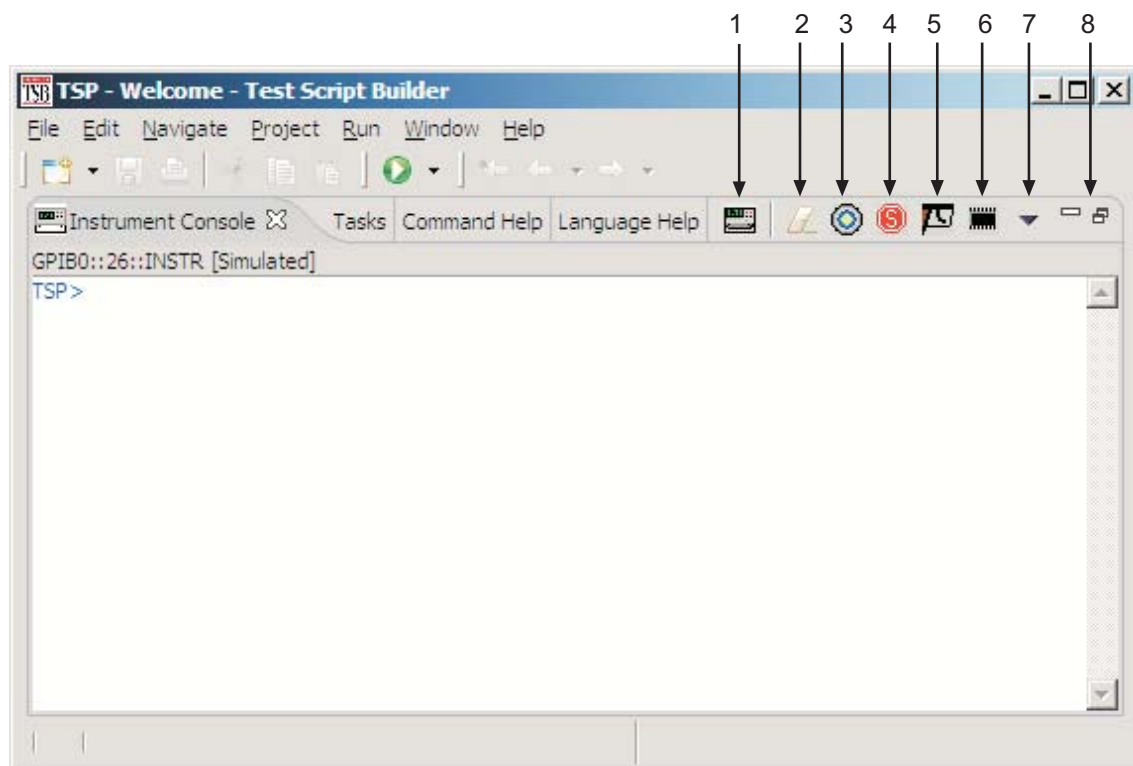 1 2 3 4 5 6 7 8
TSP - Welcome - Test Script Builder
File Edit Navigate Project Run Window Help
Instrument Console Tasks Command Help Language Help
GPIB0::26::INSTR [Simulated]
TSP>